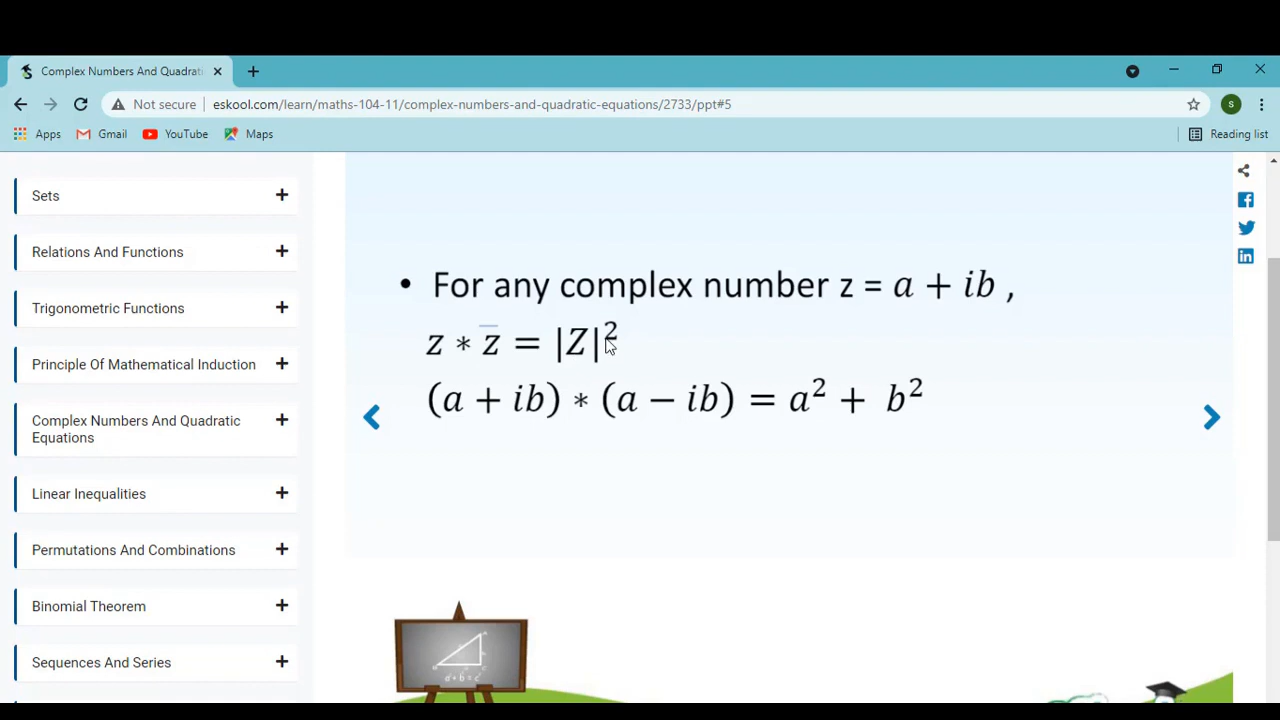 Complex Numbers And Quadrati
Not secure
eskool.com/learn/maths-104-11/complex-numbers-and-quadratic-equations/2733/ppt#5
S
Apps
Gmail
YouTube
Maps
Reading list
Sets +
Relations And Functions +
Trigonometric Functions +
Principle Of Mathematical Induction +
Complex Numbers And Quadratic +
Equations
Linear Inequalities +
Permutations And Combinations +
Binomial Theorem +
Sequences And Series +
• For any complex number z = a + ib ,
z * z̅ = |Z|²
(a + ib) * (a − ib) = a² + b²